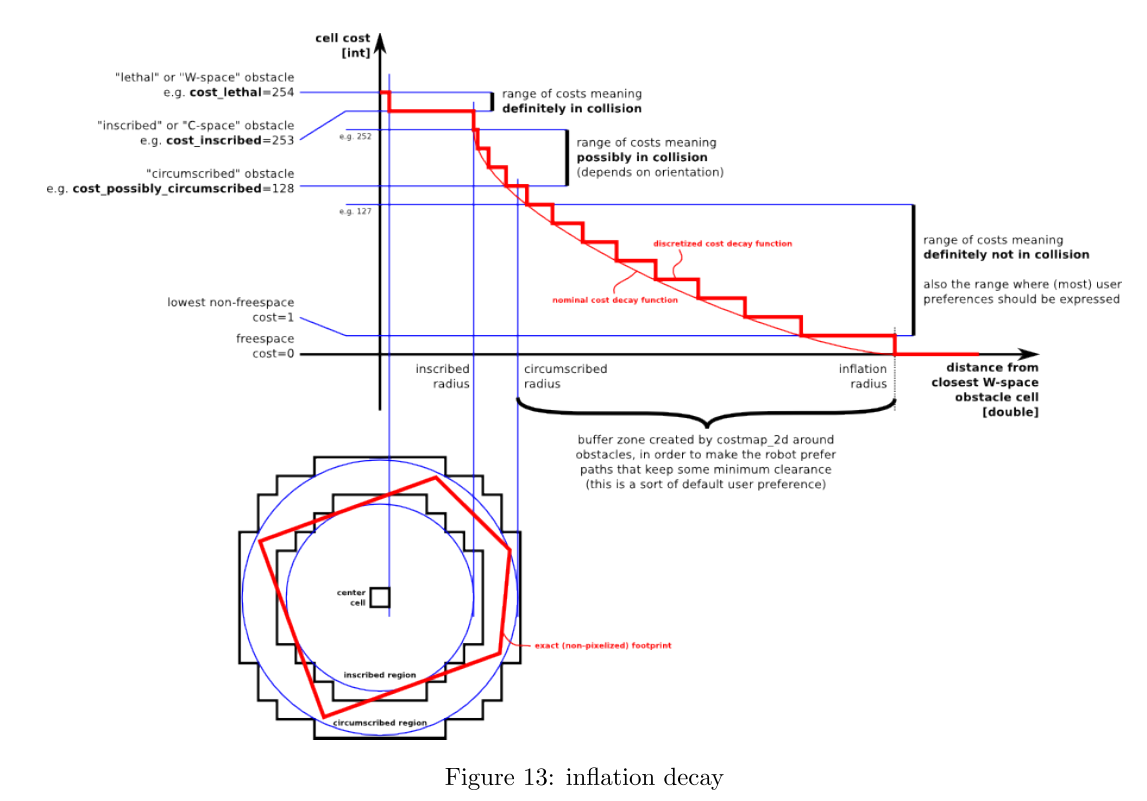 cell cost
[int]
"lethal" or "W-space" obstacle
e.g. cost_lethal=254
range of costs meaning
definitely in collision
"inscribed" or "C-space" obstacle
e.g. cost_inscribed=253
e.g. 252
range of costs meaning
possibly in collision
(depends on orientation)
"circumscribed" obstacle
e.g. cost_possibly_circumscribed=128
e.g. 127
discretized cost decay function
range of costs meaning
definitely not in collision
also the range where (most) user
preferences should be expressed
nominal cost decay function
lowest non-freespace
cost=1
freespace
cost=0
inscribed
radius
circumscribed
radius
inflation
radius
distance from
closest W-space
obstacle cell
[double]
buffer zone created by costmap_2d around
obstacles, in order to make the robot prefer
paths that keep some minimum clearance
(this is a sort of default user preference)
center
cell
exact (non-pixelized) footprint
inscribed region
circumscribed region
Figure 13: inflation decay